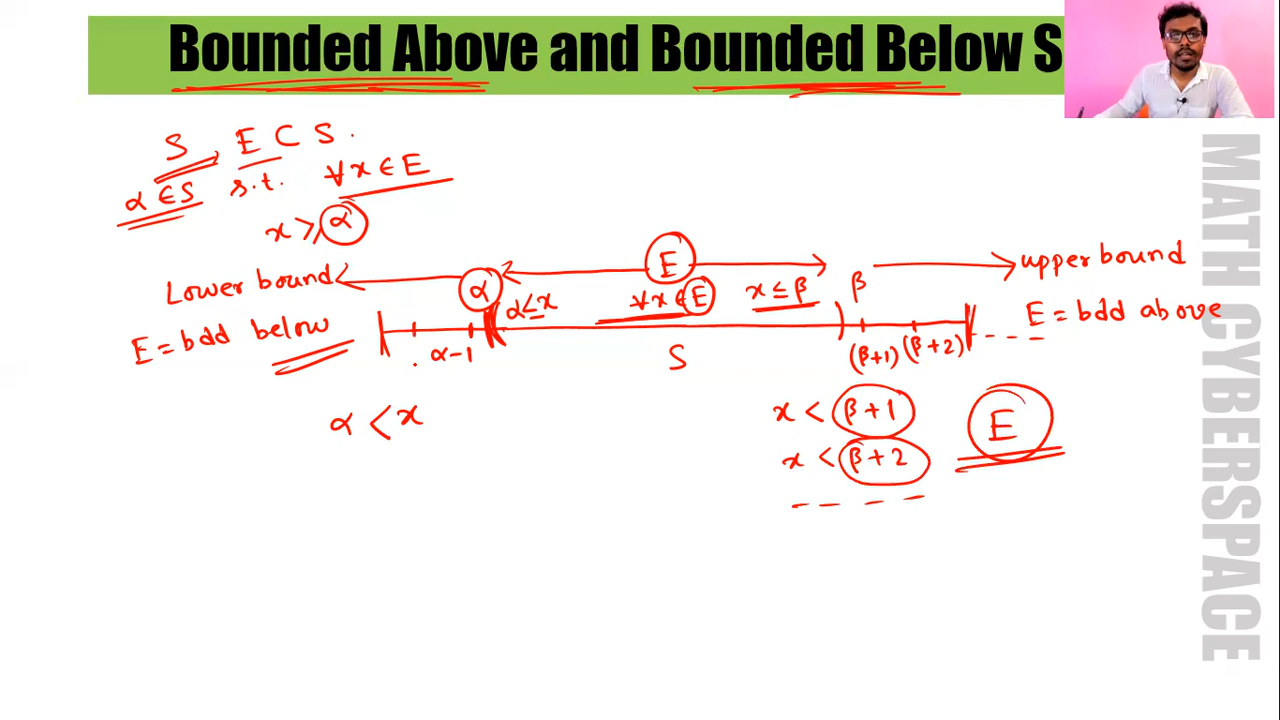 Bounded Above and Bounded Below S
S, E ⊂ S.
α ∈ S s.t. ∀x ∈ E
x ≥ α
E
Lower bound
α
α ≤ x
∀x ∈ E
x ≤ β
β
upper bound
E = bdd below
E = bdd above
α-1
S
(β+1) (β+2)
α < x
x < β+1
E
x < β+2
MATH CYBERSPACE